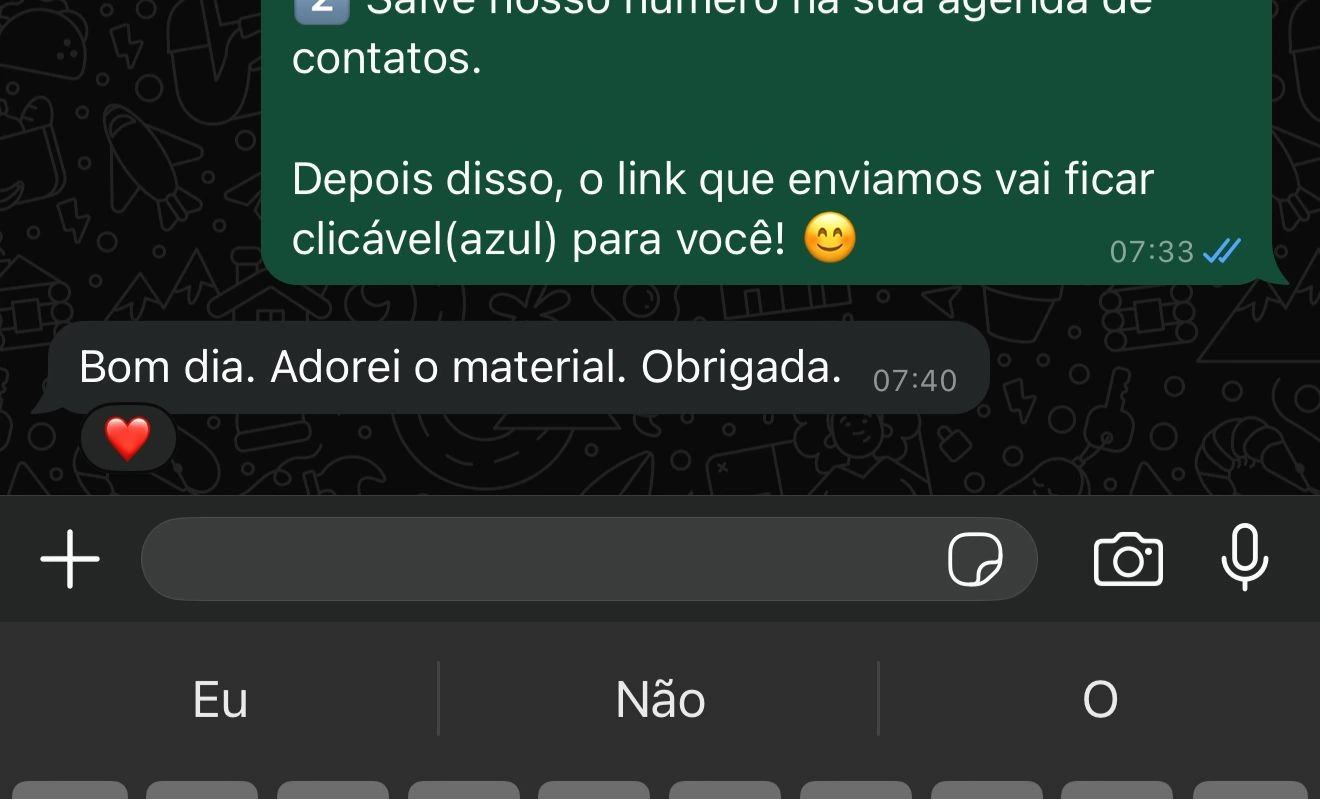 2️⃣ Salve nosso número na sua agenda de
contatos.
Depois disso, o link que enviamos vai ficar
clicável(azul) para você! 😊
07:33
Bom dia. Adorei o material. Obrigada.
07:40
❤️
Eu
Não
O